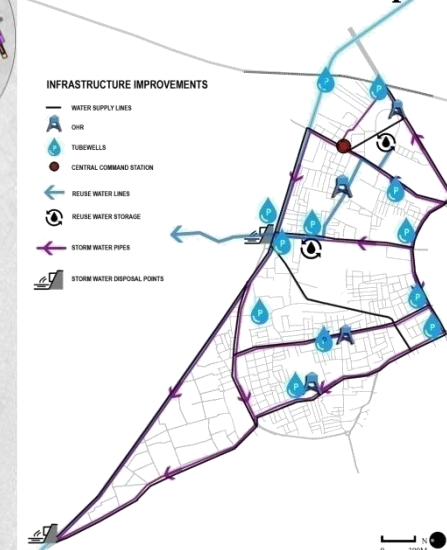 INFRASTRUCTURE IMPROVEMENTS
WATER SUPPLY LINES
OHR
TUBEWELLS
CENTRAL COMMAND STATION
REUSE WATER LINES
REUSE WATER STORAGE
STORM WATER PIPES
STORM WATER DISPOSAL POINTS
P
P
P
P
P
P
P
P
P
P
P
P
P
N
0